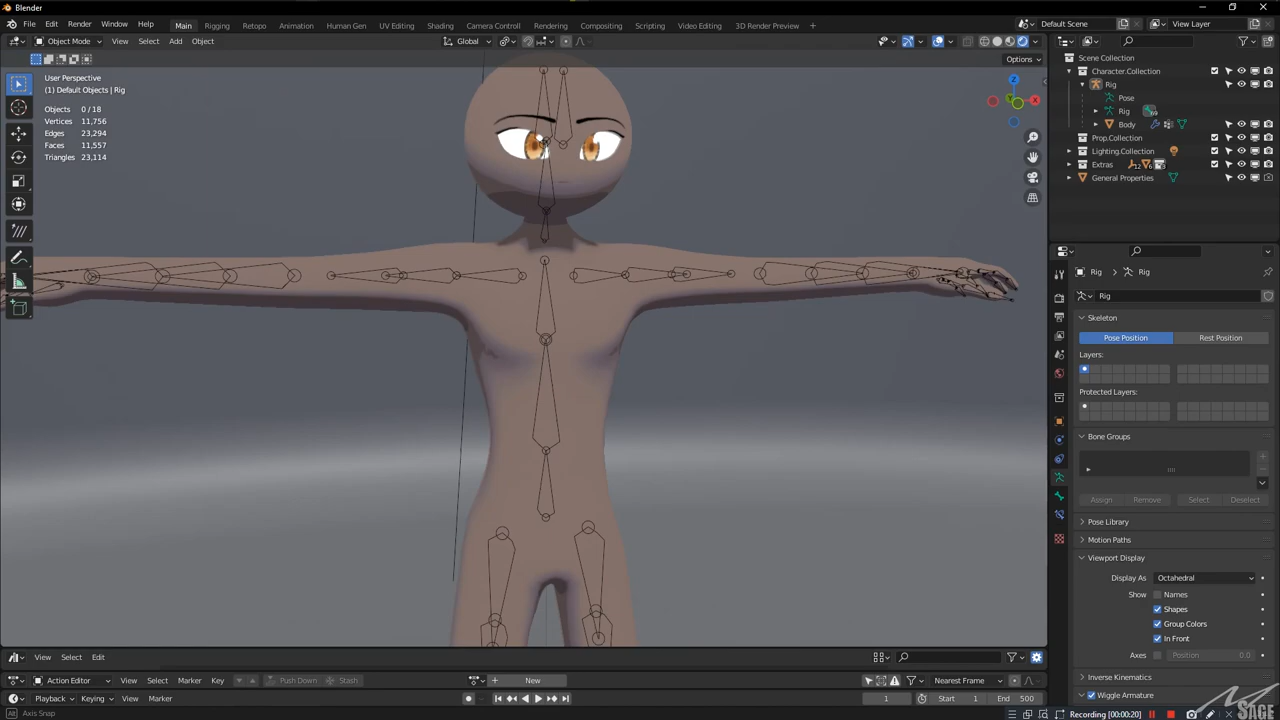 Blender
File Edit Render Window Help Main Rigging Retopo Animation Human Gen UV Editing Shading Camera Control Rendering Compositing Scripting Video Editing 3D Render Preview + Default Scene View Layer
Object Mode View Select Add Object Global
Options
User Perspective
(1) Default Objects | Rig
Objects 0 / 18
Vertices 11,756
Edges 23,294
Faces 11,557
Triangles 23,114
Z
X
Scene Collection
Character.Collection
Rig
Pose
Rig 69
Body
Prop.Collection
Lighting.Collection
Extras 12 6 3
General Properties
Rig > Rig
Rig
Skeleton
Pose Position Rest Position
Layers:
Protected Layers:
Bone Groups
Assign Remove Select Deselect
Pose Library
Motion Paths
Viewport Display
Display As Octahedral
Show Names
Shapes
Group Colors
In Front
Axes Position 0.0
Inverse Kinematics
Wiggle Armature
View Select Edit
Action Editor View Select Marker Key Push Down Stash + New Nearest Frame
Playback Keying View Marker 1 Start 1 End 500
Axis Snap
Recording [00:00:20]
SAGE